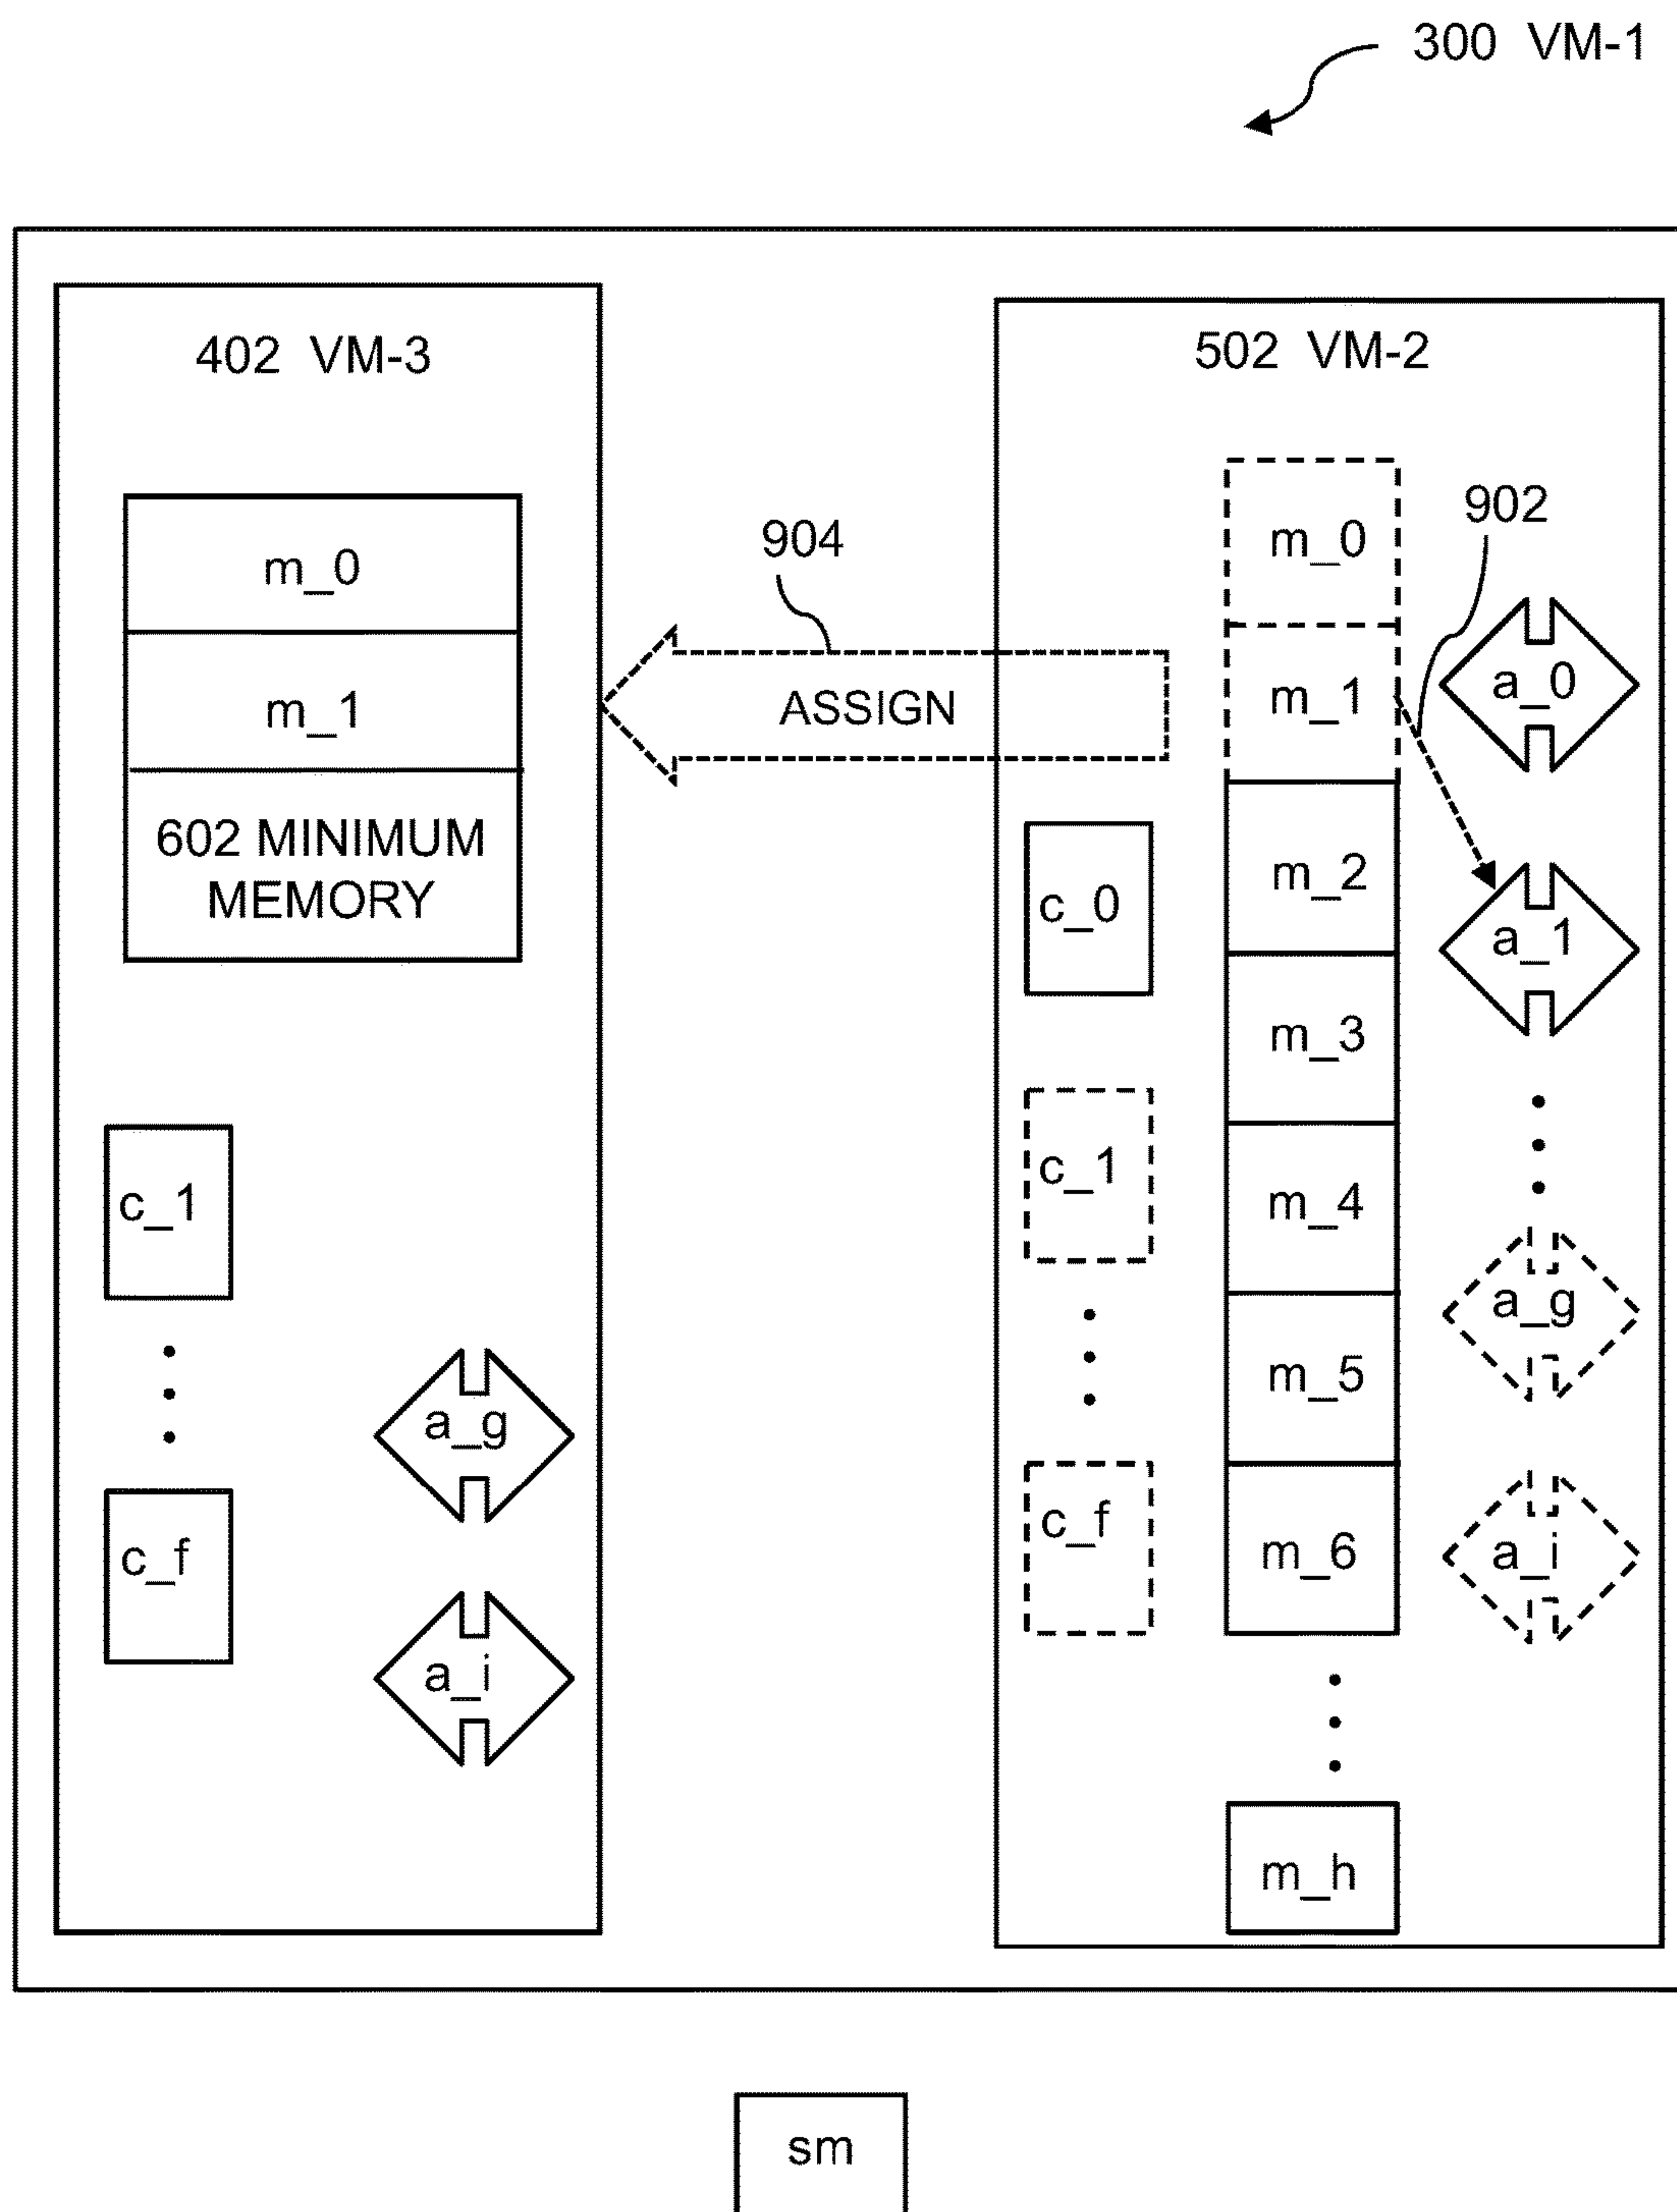 300 VM-1
402 VM-3
502 VM-2
m_0
m_1
602 MINIMUM
MEMORY
c_1
c_f
a_g
a_i
904
ASSIGN
902
m_0
m_1
m_2
m_3
m_4
m_5
m_6
m_h
c_0
c_1
c_f
a_0
a_1
a_g
a_i
sm